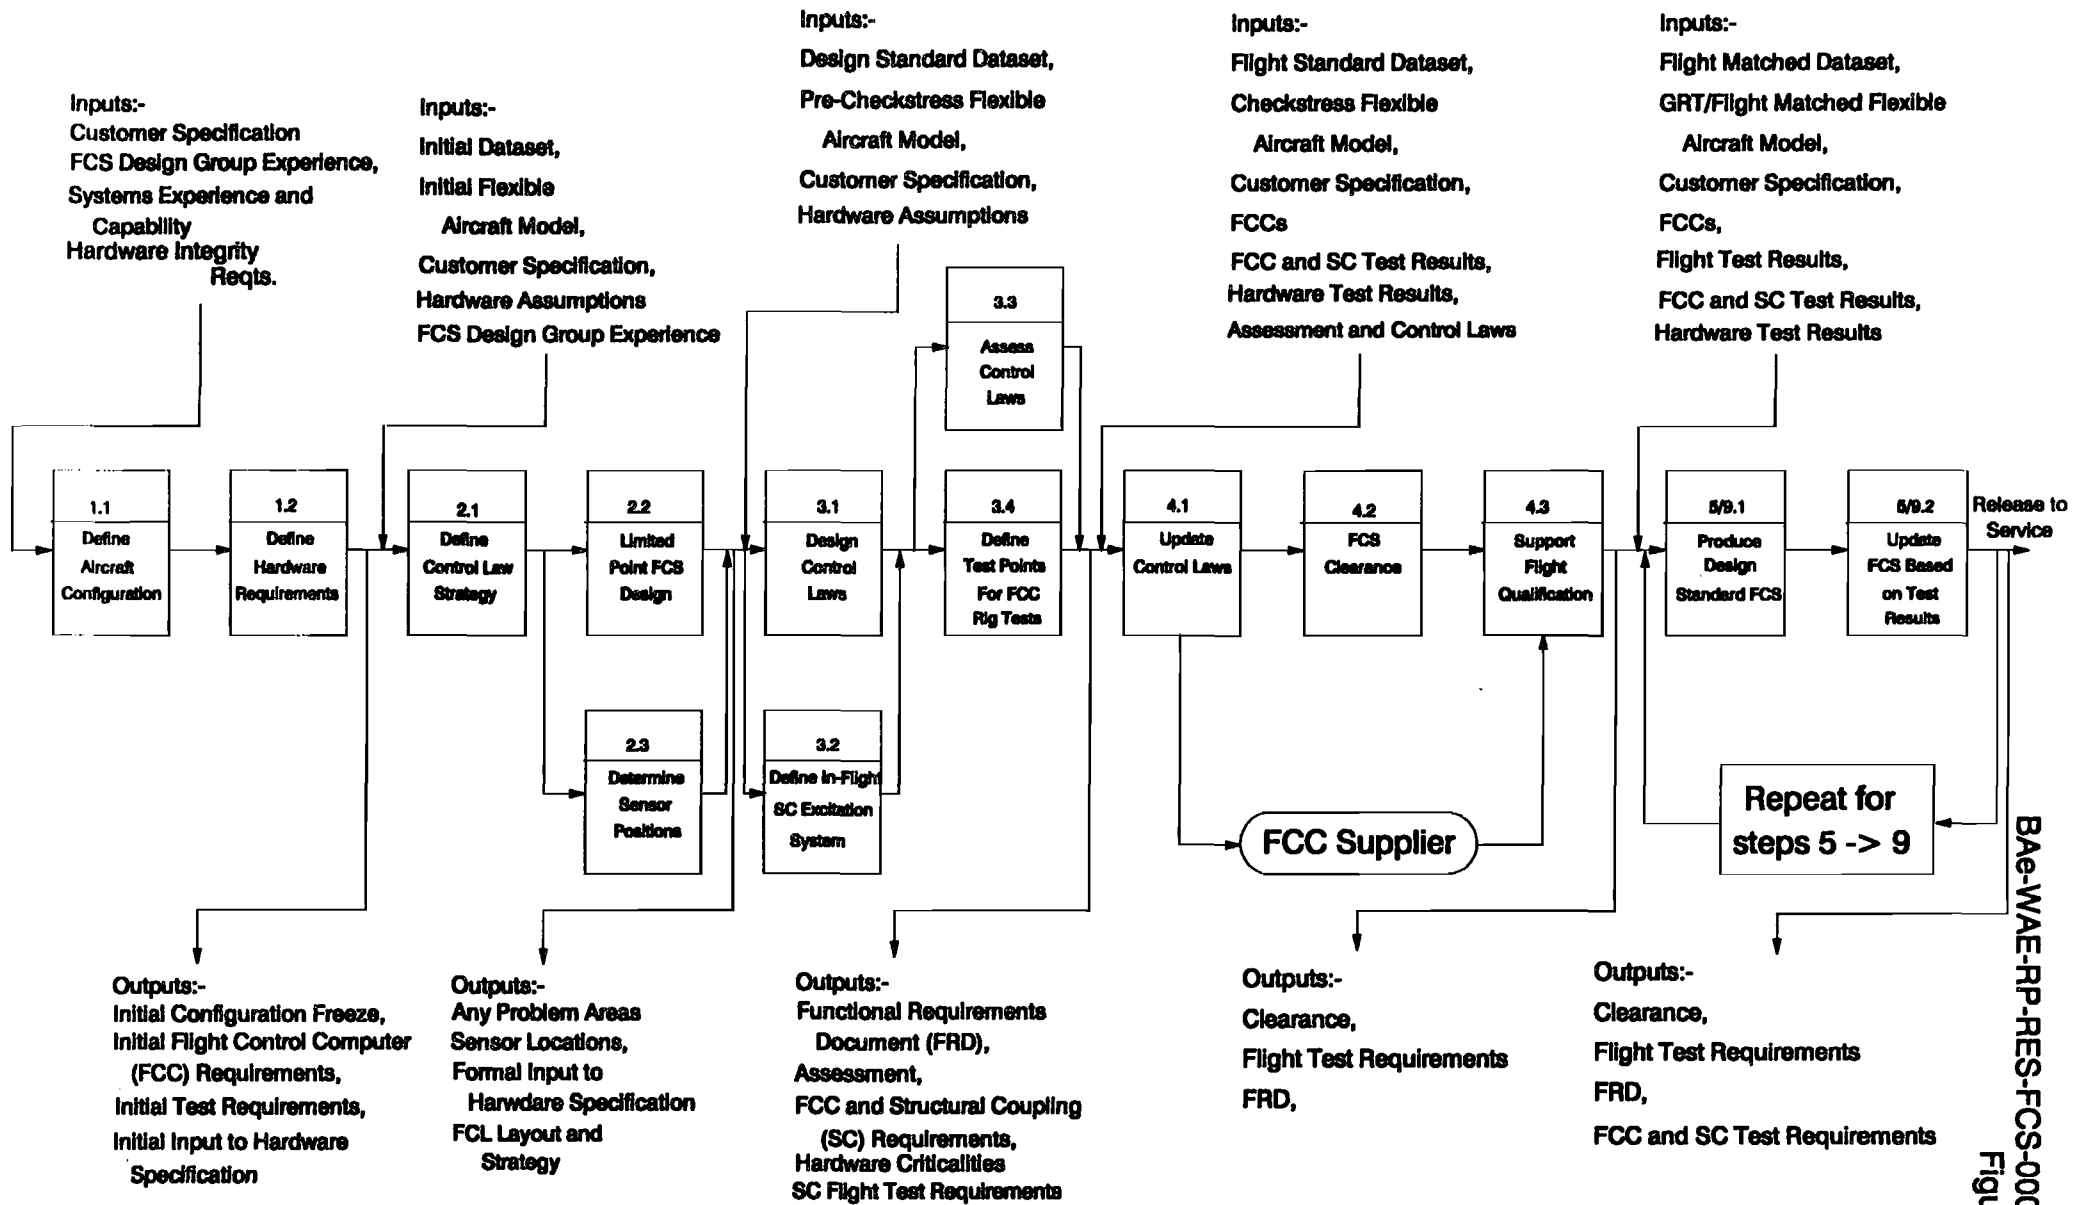 Inputs:-
Customer Specification
FCS Design Group Experience,
Systems Experience and
Capability
Hardware Integrity
Reqts.
Inputs:-
Initial Dataset,
Initial Flexible
Aircraft Model,
Customer Specification,
Hardware Assumptions
FCS Design Group Experience
Inputs:-
Design Standard Dataset,
Pre-Checkstress Flexible
Aircraft Model,
Customer Specification,
Hardware Assumptions
Inputs:-
Flight Standard Dataset,
Checkstress Flexible
Aircraft Model,
Customer Specification,
FCCs
FCC and SC Test Results,
Hardware Test Results,
Assessment and Control Laws
Inputs:-
Flight Matched Dataset,
GRT/Flight Matched Flexible
Aircraft Model,
Customer Specification,
FCCs,
Flight Test Results,
FCC and SC Test Results,
Hardware Test Results
1.1
Define
Aircraft
Configuration
1.2
Define
Hardware
Requirements
2.1
Define
Control Law
Strategy
2.2
Limited
Point FCS
Design
2.3
Determine
Sensor
Positions
3.1
Design
Control
Laws
3.2
Define In-Flight
SC Excitation
System
3.3
Assess
Control
Laws
3.4
Define
Test Points
For FCC
Rig Tests
4.1
Update
Control Laws
4.2
FCS
Clearance
4.3
Support
Flight
Qualification
5/9.1
Produce
Design
Standard FCS
5/9.2
Update
FCS Based
on Test
Results
Release to
Service
FCC Supplier
Repeat for
steps 5 -> 9
Outputs:-
Initial Configuration Freeze,
Initial Flight Control Computer
(FCC) Requirements,
Initial Test Requirements,
Initial Input to Hardware
Specification
Outputs:-
Any Problem Areas
Sensor Locations,
Formal Input to
Harwdare Specification
FCL Layout and
Strategy
Outputs:-
Functional Requirements
Document (FRD),
Assessment,
FCC and Structural Coupling
(SC) Requirements,
Hardware Criticalities
SC Flight Test Requirements
Outputs:-
Clearance,
Flight Test Requirements
FRD,
Outputs:-
Clearance,
Flight Test Requirements
FRD,
FCC and SC Test Requirements
BAe-WAE-RP-RES-FCS-000
Figu